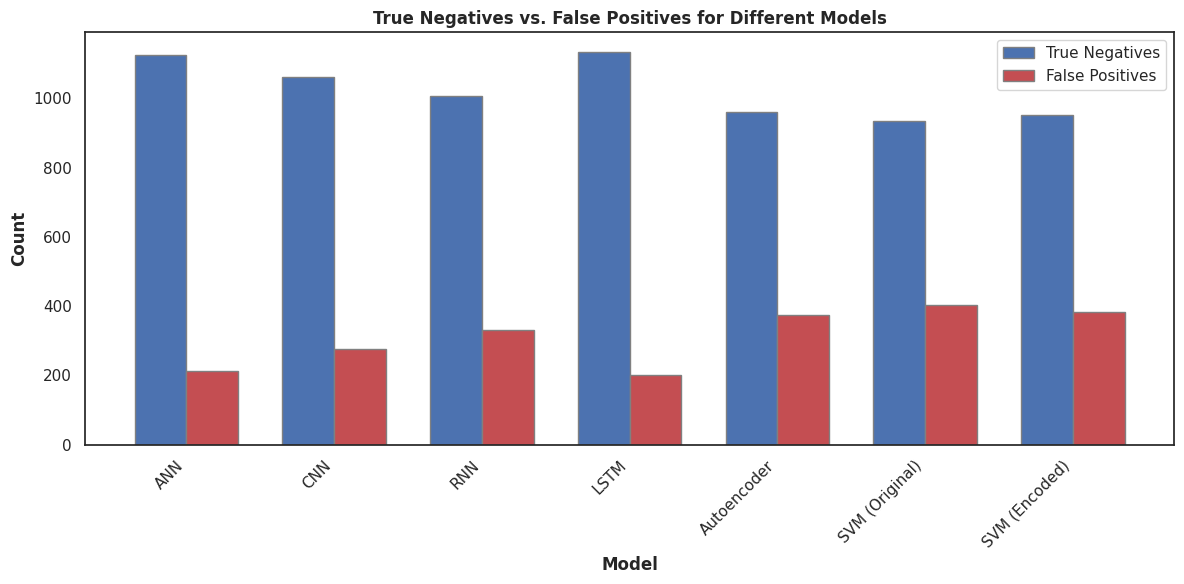 True Negatives vs. False Positives for Different Models
True Negatives
False Positives
Count
1000
800
600
400
200
0
ANN
CNN
RNN
LSTM
Autoencoder
SVM (Original)
SVM (Encoded)
Model